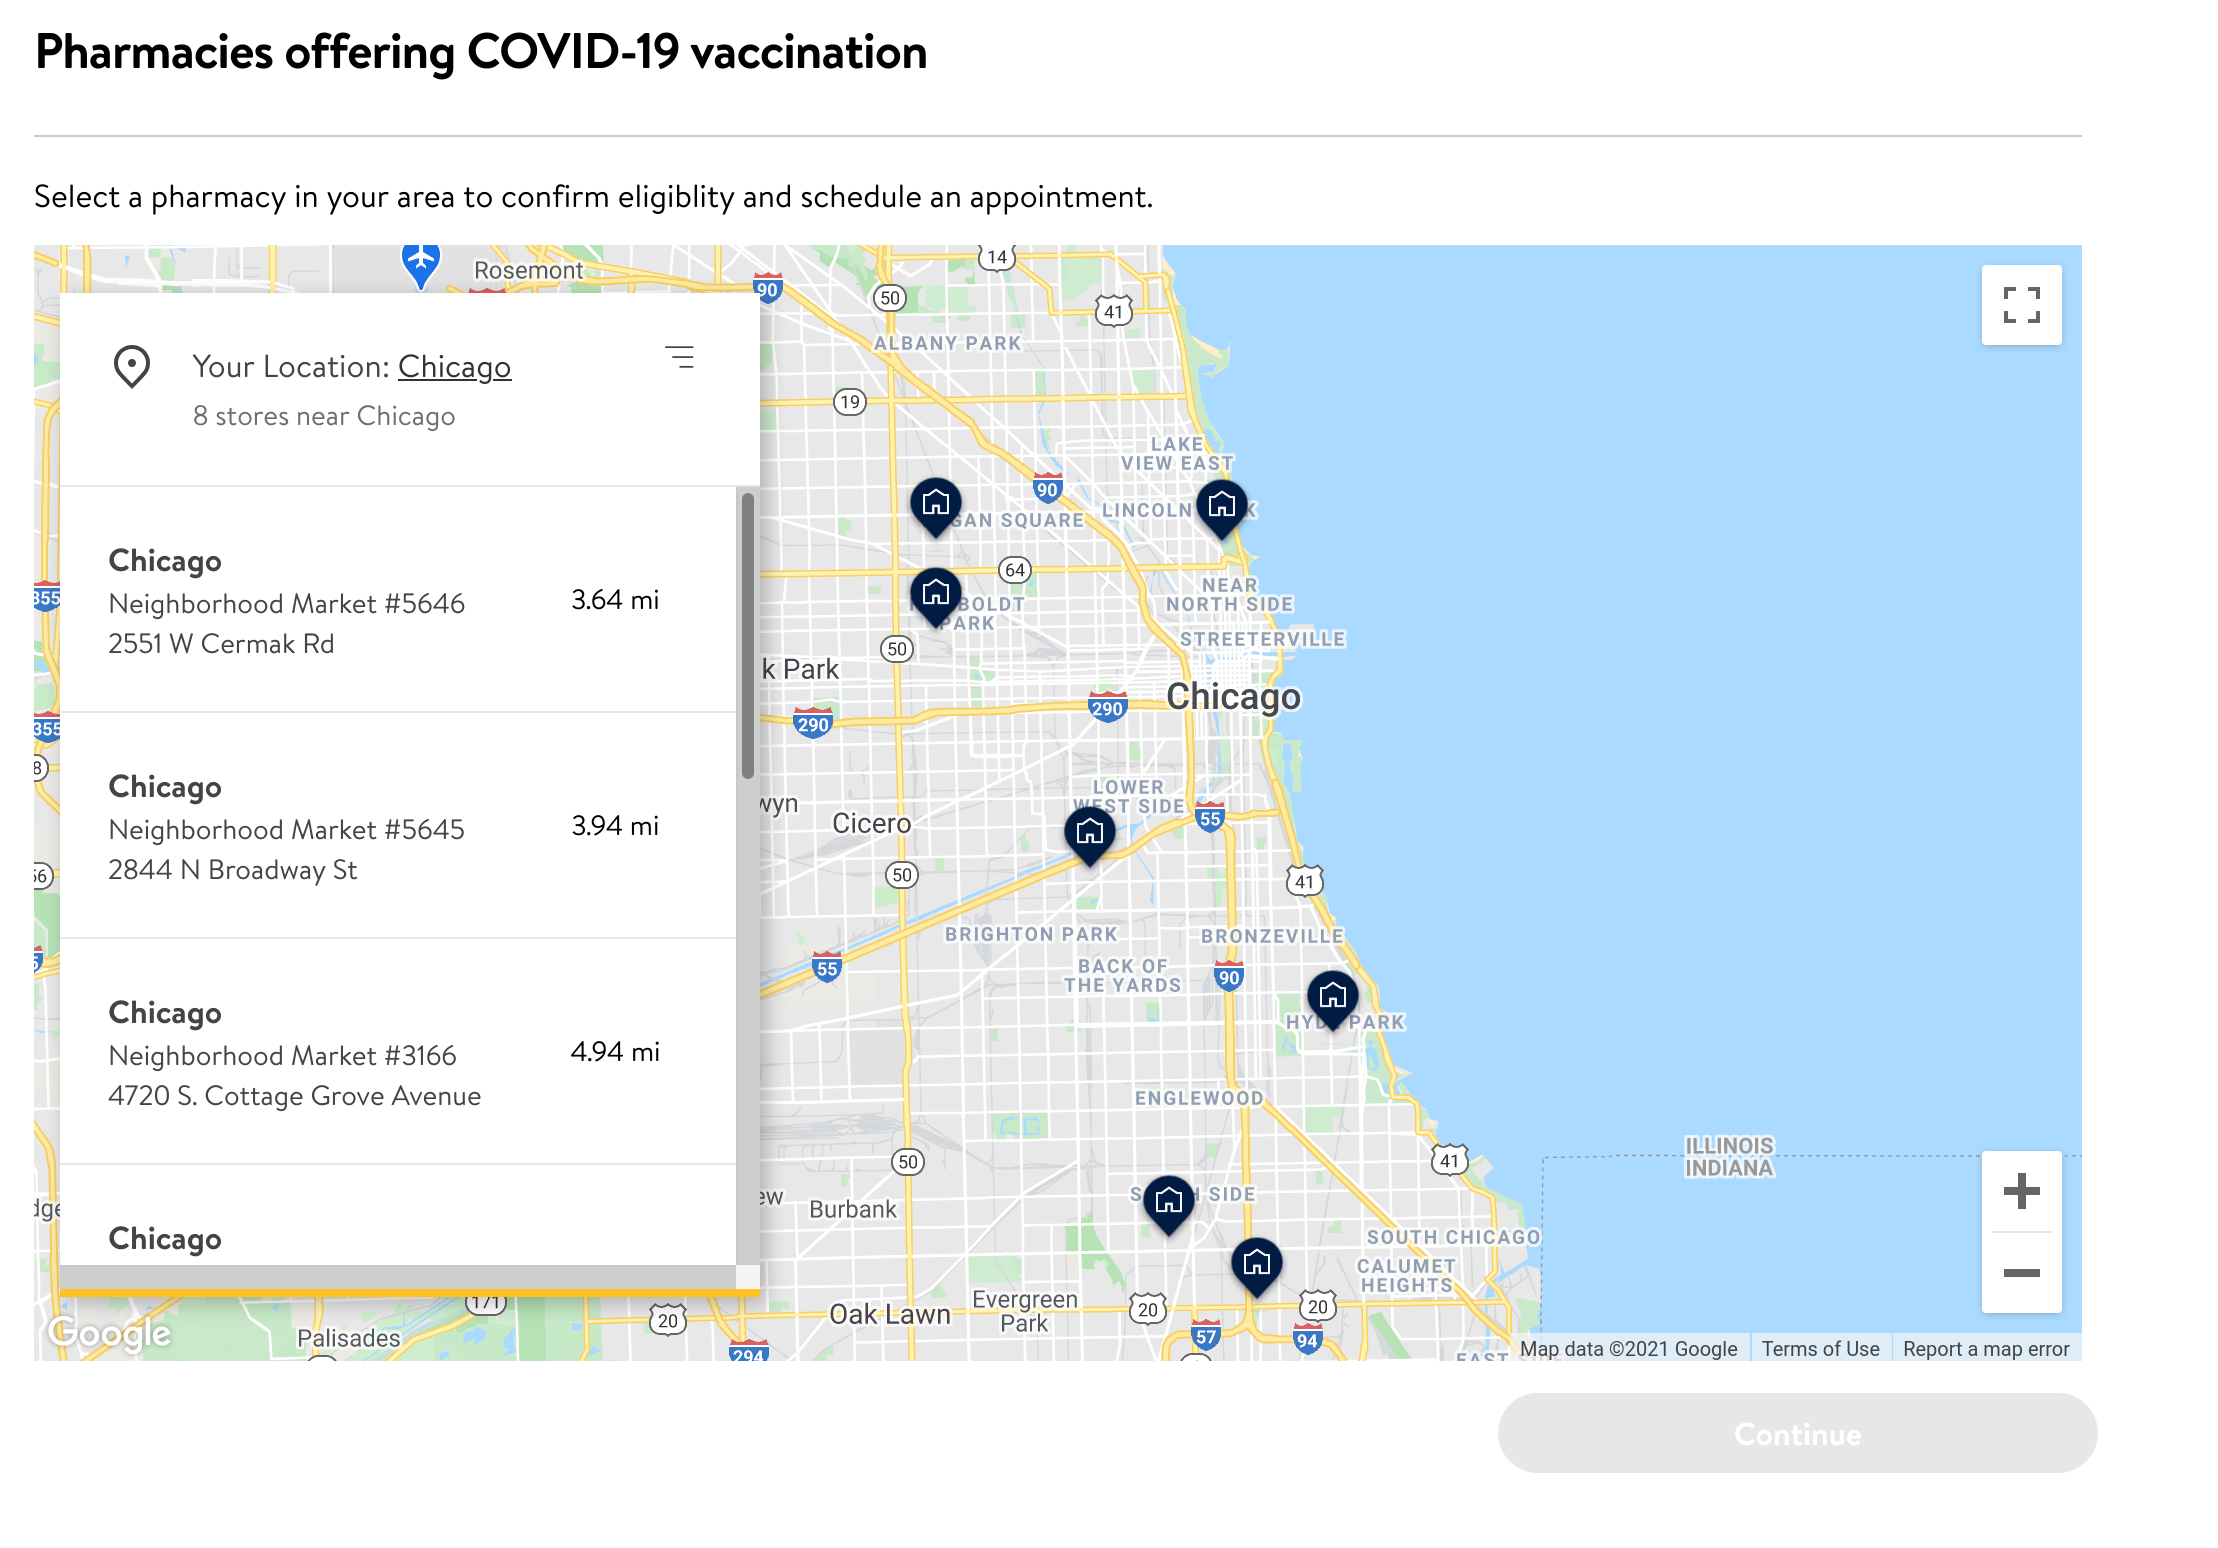 Pharmacies offering COVID-19 vaccination
Select a pharmacy in your area to confirm eligiblity and schedule an appointment.
Your Location: Chicago
8 stores near Chicago
Chicago
Neighborhood Market #5646
2551 W Cermak Rd
3.64 mi
Chicago
Neighborhood Market #5645
2844 N Broadway St
3.94 mi
Chicago
Neighborhood Market #3166
4720 S. Cottage Grove Avenue
4.94 mi
Chicago
Rosemont
90
50
14
41
ALBANY PARK
19
LAKE
VIEW EAST
90
LINCOLN
GAN SQUARE
64
355
NEAR
NORTH SIDE
BOLDT
PARK
STREETERVILLE
50
k Park
Chicago
290
290
355
8
LOWER
WEST SIDE
wyn
Cicero
55
56
50
41
BRIGHTON PARK
BRONZEVILLE
55
BACK OF
THE YARDS
90
5
HYDE PARK
ENGLEWOOD
50
41
ILLINOIS
INDIANA
SIDE
ew
Burbank
dge
SOUTH CHICAGO
CALUMET
HEIGHTS
171
20
Oak Lawn
Evergreen
Park
20
20
57
94
294
Palisades
Google
Map data ©2021 Google
Terms of Use
Report a map error
Continue